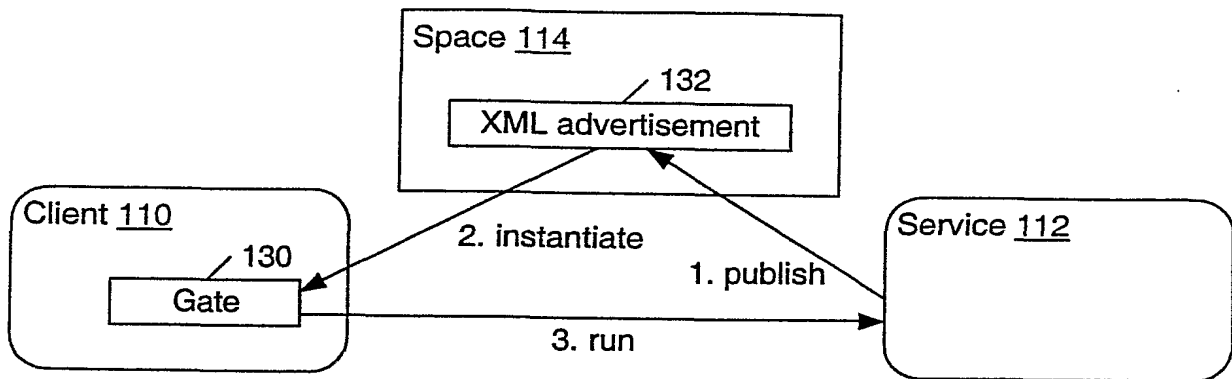 Space 114
132
XML advertisement
Client 110
2. instantiate
Service 112
130
1. publish
Gate
3. run